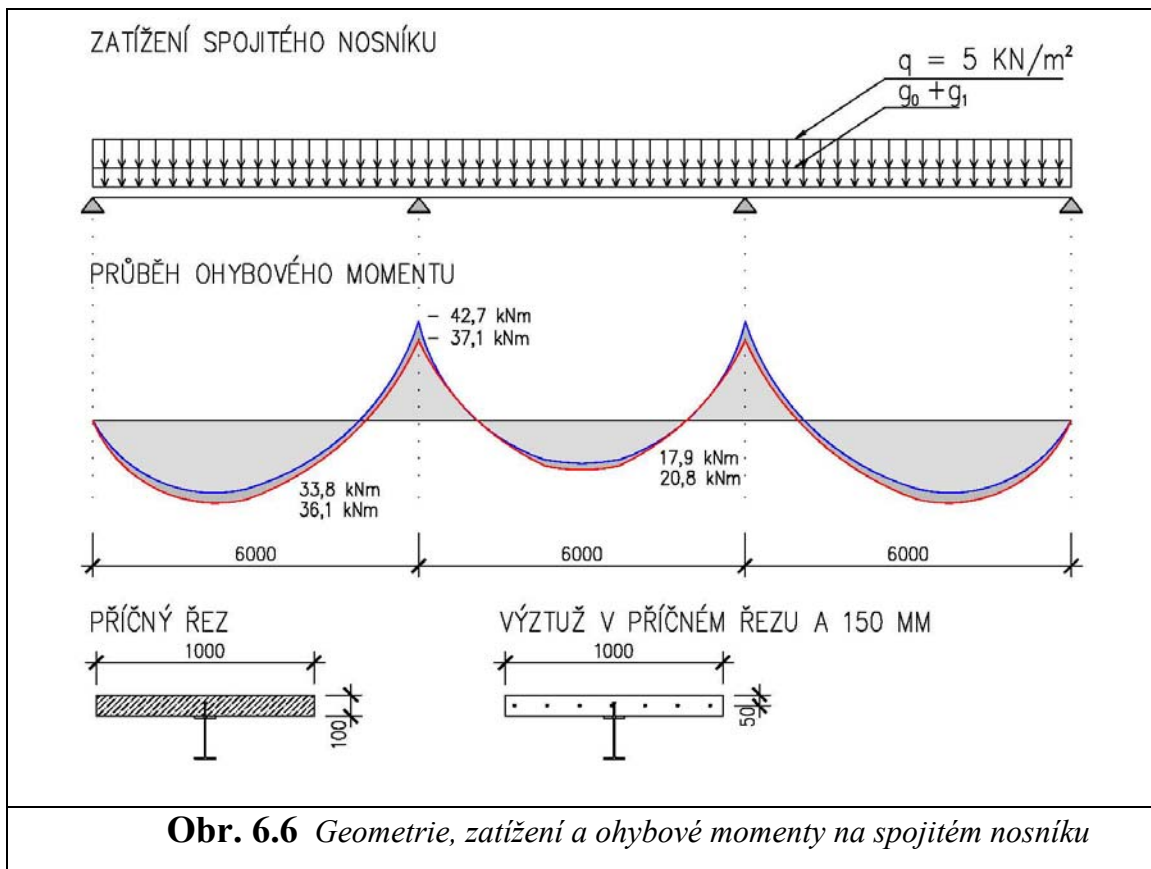 ZATÍŽENÍ SPOJITÉHO NOSNÍKU
q = 5 KN/m²
g₀ +g₁
PRŮBĚH OHYBOVÉHO MOMENTU
– 42,7 kNm
– 37,1 kNm
33,8 kNm
36,1 kNm
17,9 kNm
20,8 kNm
6000
6000
6000
PŘÍČNÝ ŘEZ
VÝZTUŽ V PŘÍČNÉM ŘEZU A 150 MM
1000
1000
100
50
Obr. 6.6 Geometrie, zatížení a ohybové momenty na spojitém nosníku